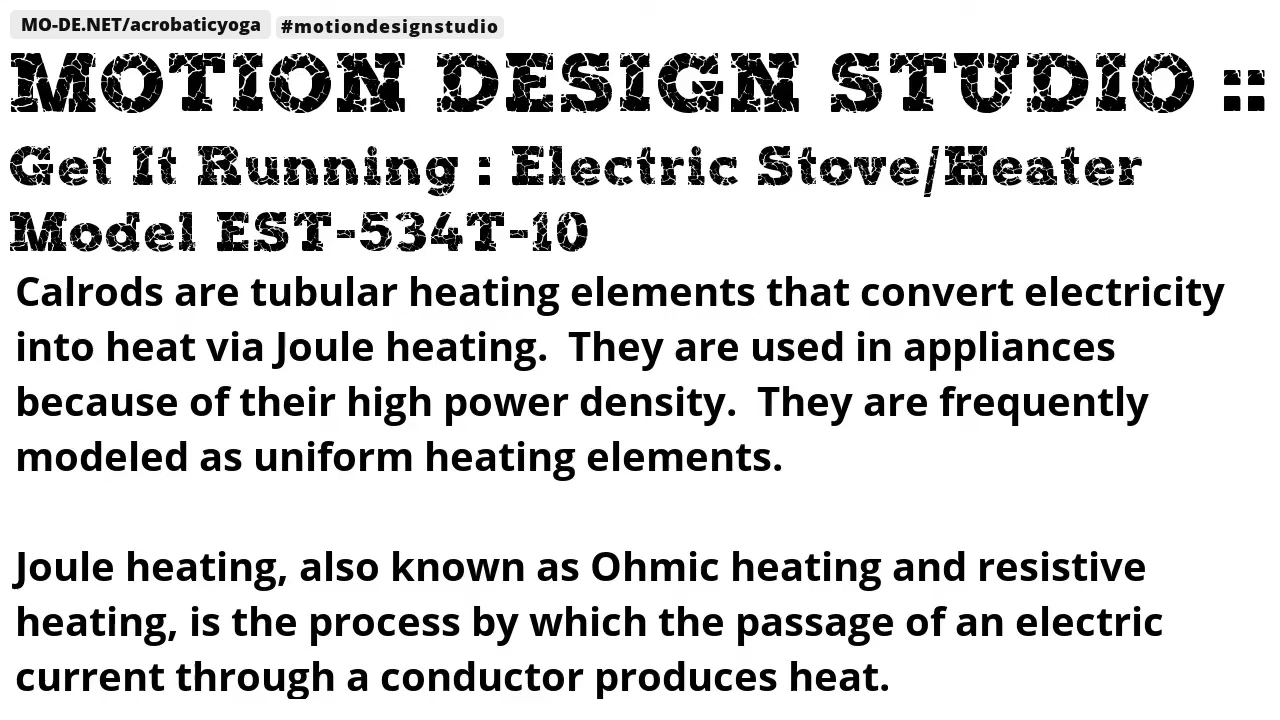 MO-DE.NET/acrobaticyoga #motiondesignstudio
MOTION DESIGN STUDIO ::
Get It Running : Electric Stove/Heater
Model EST-534T-10
Calrods are tubular heating elements that convert electricity
into heat via Joule heating.  They are used in appliances
because of their high power density.  They are frequently
modeled as uniform heating elements.
Joule heating, also known as Ohmic heating and resistive
heating, is the process by which the passage of an electric
current through a conductor produces heat.